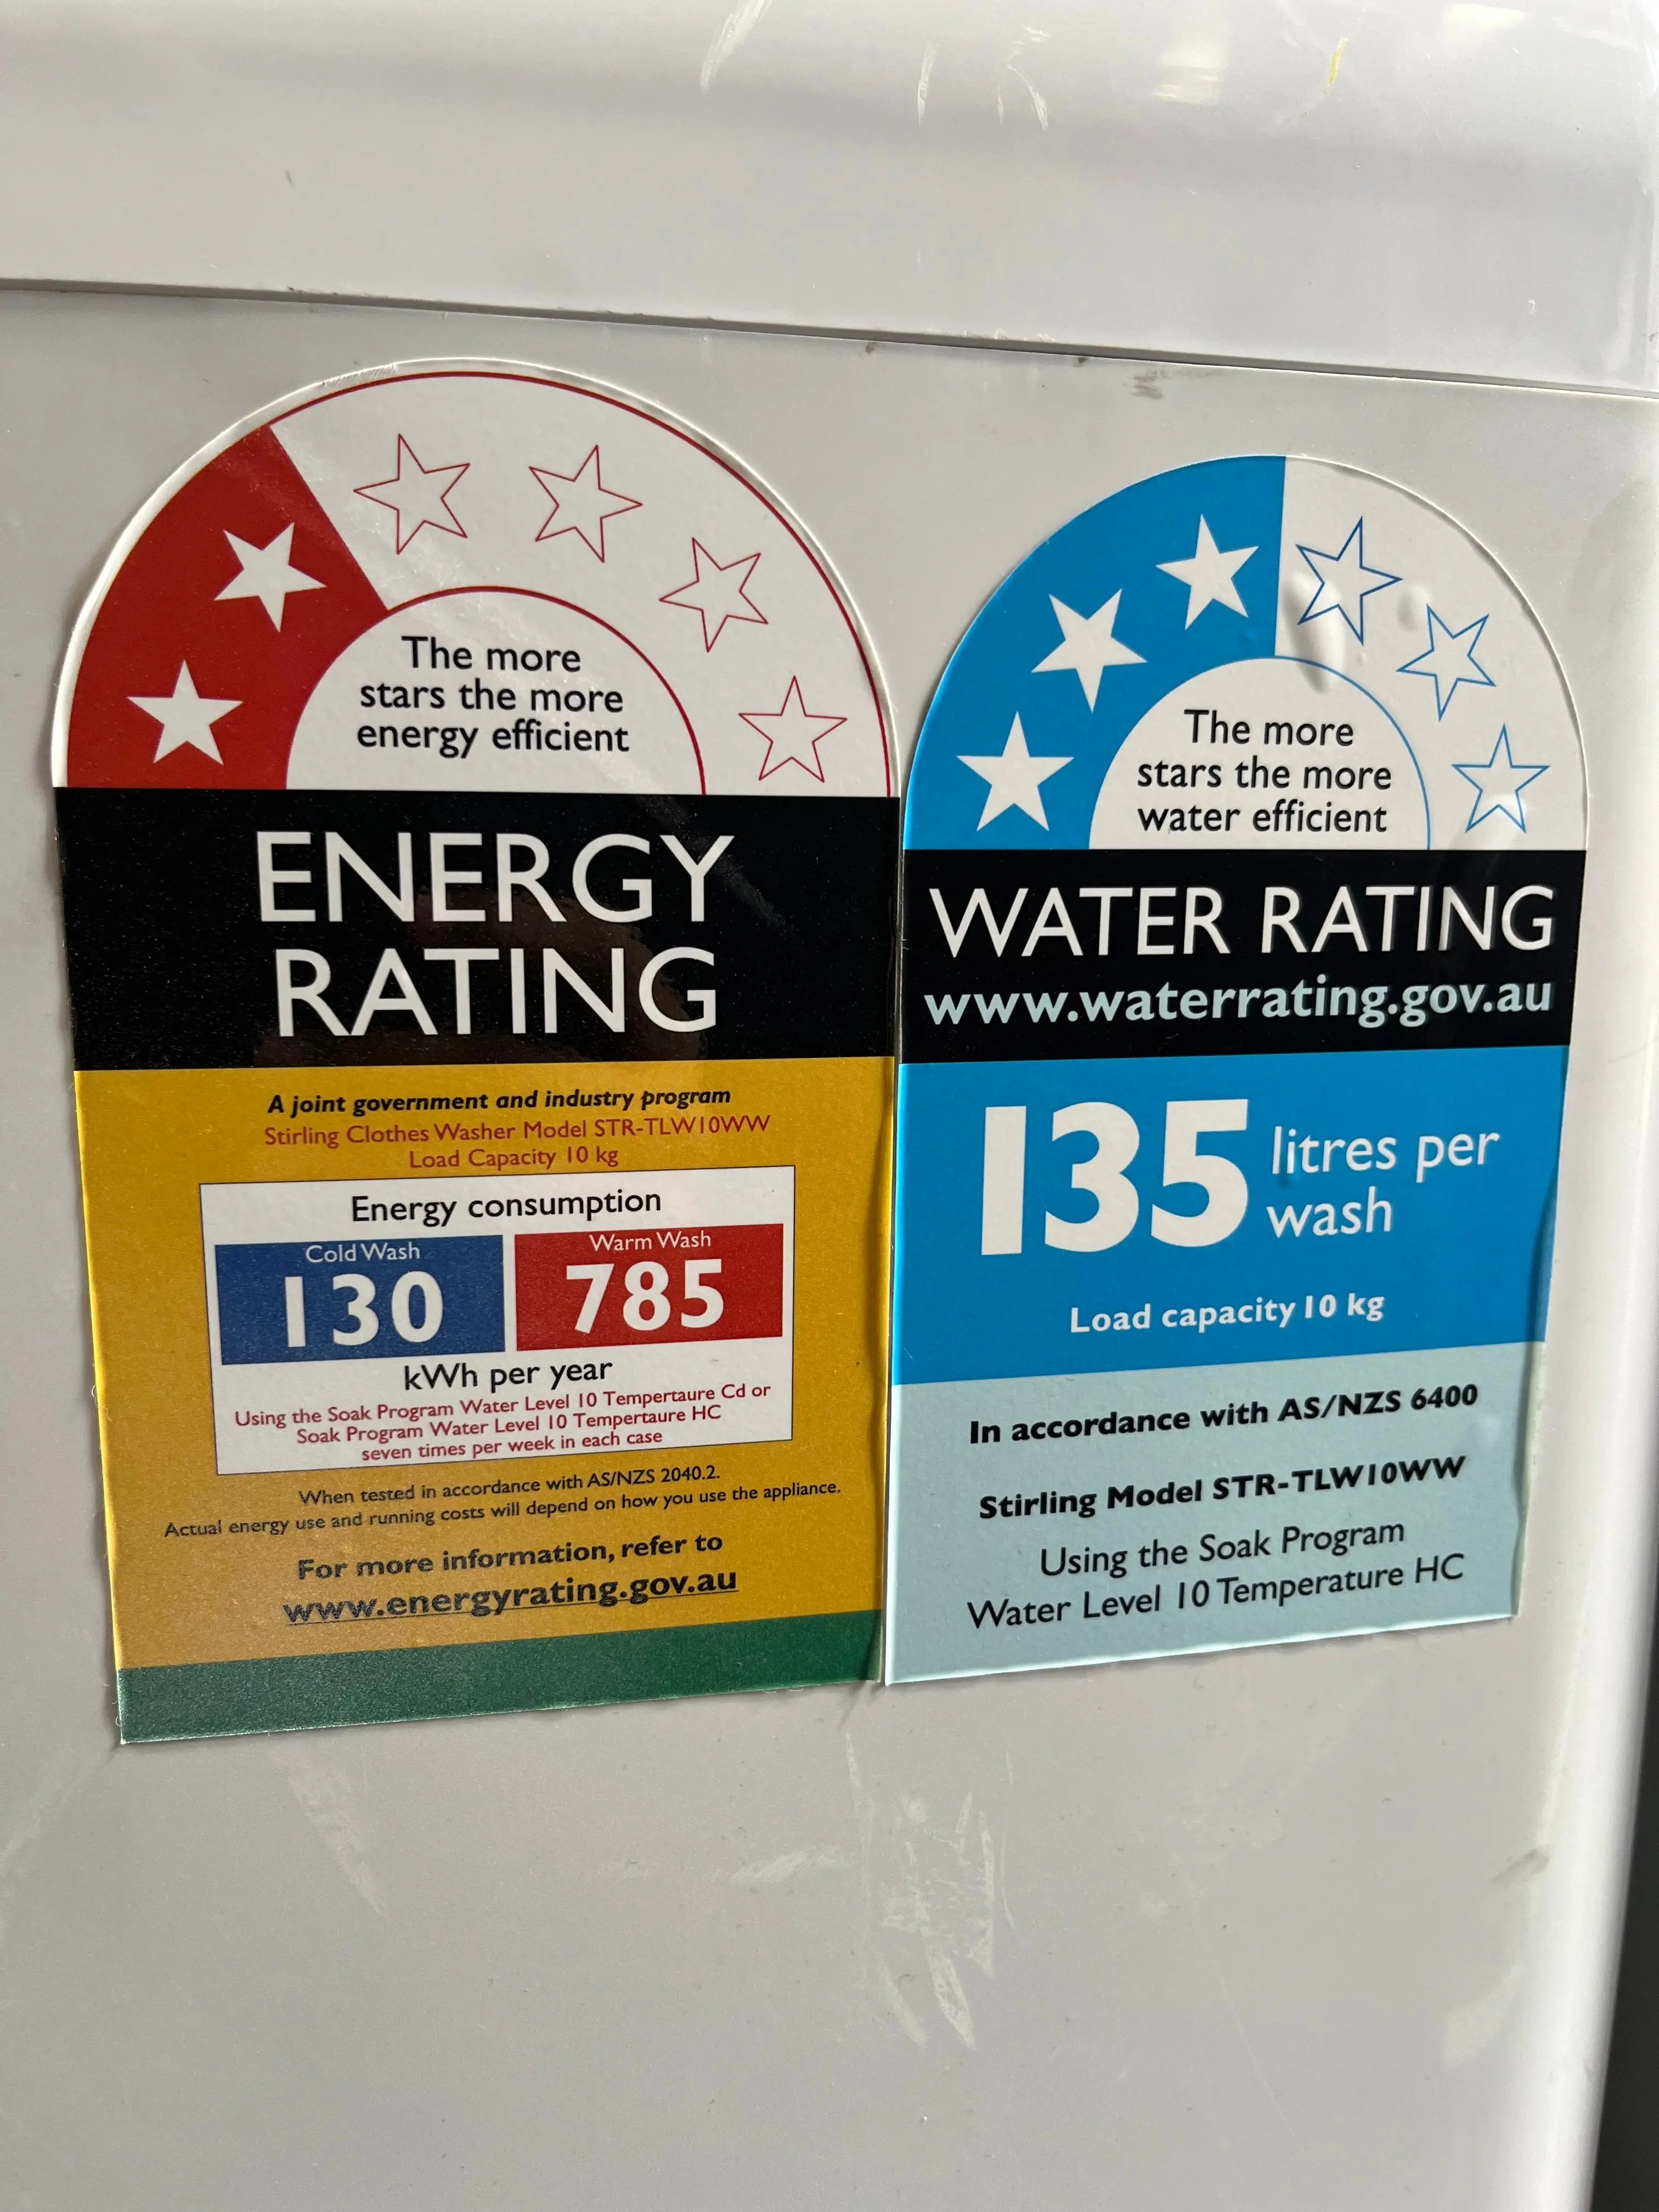 The more
stars the more
energy efficient
ENERGY
RATING
A joint government and industry program
Stirling Clothes Washer Model STR-TLW10WW
Load Capacity 10 kg
Energy consumption
Cold Wash
130
Warm Wash
785
kWh per year
Using the Soak Program Water Level 10 Tempertaure Cd or
Soak Program Water Level 10 Tempertaure HC
seven times per week in each case
When tested in accordance with AS/NZS 2040.2.
Actual energy use and running costs will depend on how you use the appliance.
For more information, refer to
www.energyrating.gov.au
The more
stars the more
water efficient
WATER RATING
www.waterrating.gov.au
135 litres per
wash
Load capacity 10 kg
In accordance with AS/NZS 6400
Stirling Model STR-TLW10WW
Using the Soak Program
Water Level 10 Temperature HC